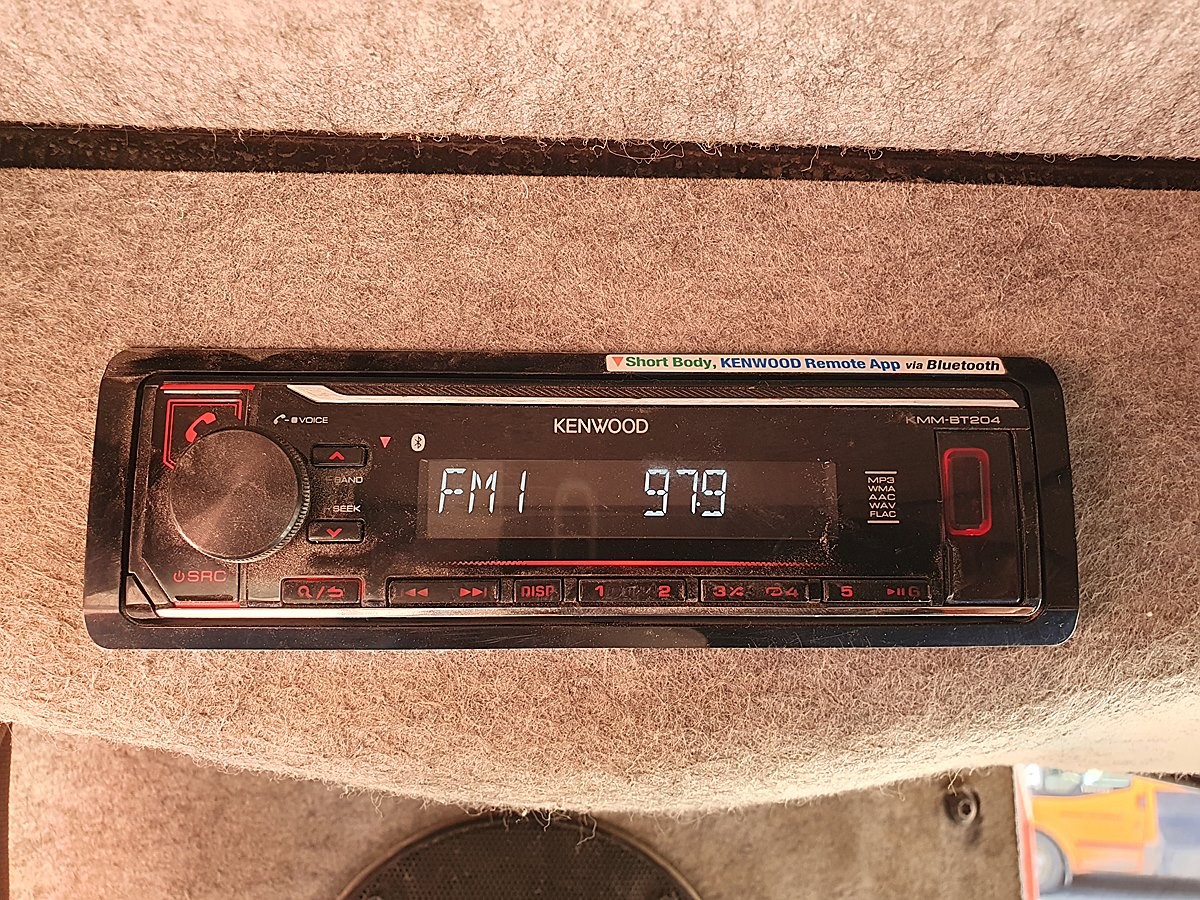 Short Body, KENWOOD Remote App via Bluetooth
VOICE
KENWOOD
KMM-BT204
BAND
SEEK
FM1 97.9
MP3
WMA
AAC
WAV
FLAC
SRC
DISP 1 2 3 4 5 6